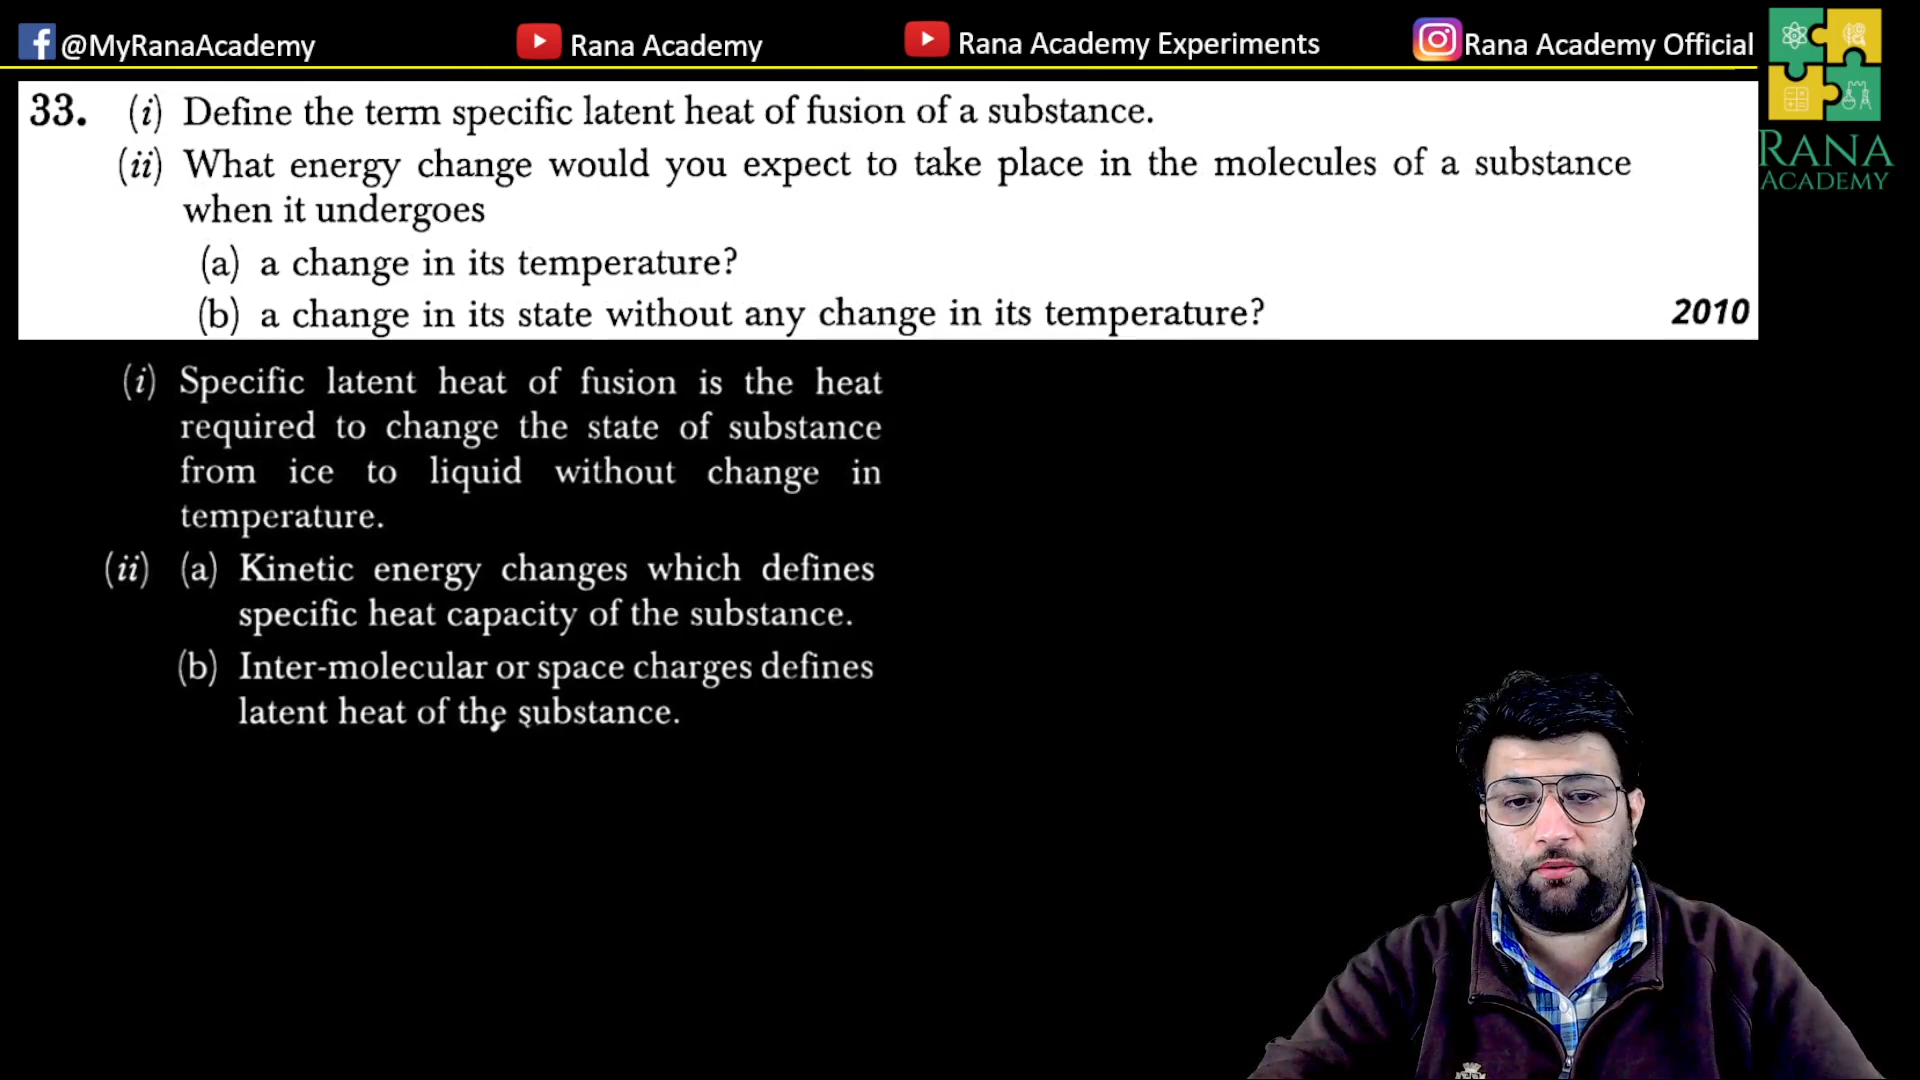 @MyRanaAcademy
Rana Academy
Rana Academy Experiments
Rana Academy Official
RANA
ACADEMY
33. (i) Define the term specific latent heat of fusion of a substance.
(ii) What energy change would you expect to take place in the molecules of a substance
when it undergoes
(a) a change in its temperature?
(b) a change in its state without any change in its temperature? 2010
(i) Specific latent heat of fusion is the heat
required to change the state of substance
from ice to liquid without change in
temperature.
(ii) (a) Kinetic energy changes which defines
specific heat capacity of the substance.
(b) Inter-molecular or space charges defines
latent heat of the substance.